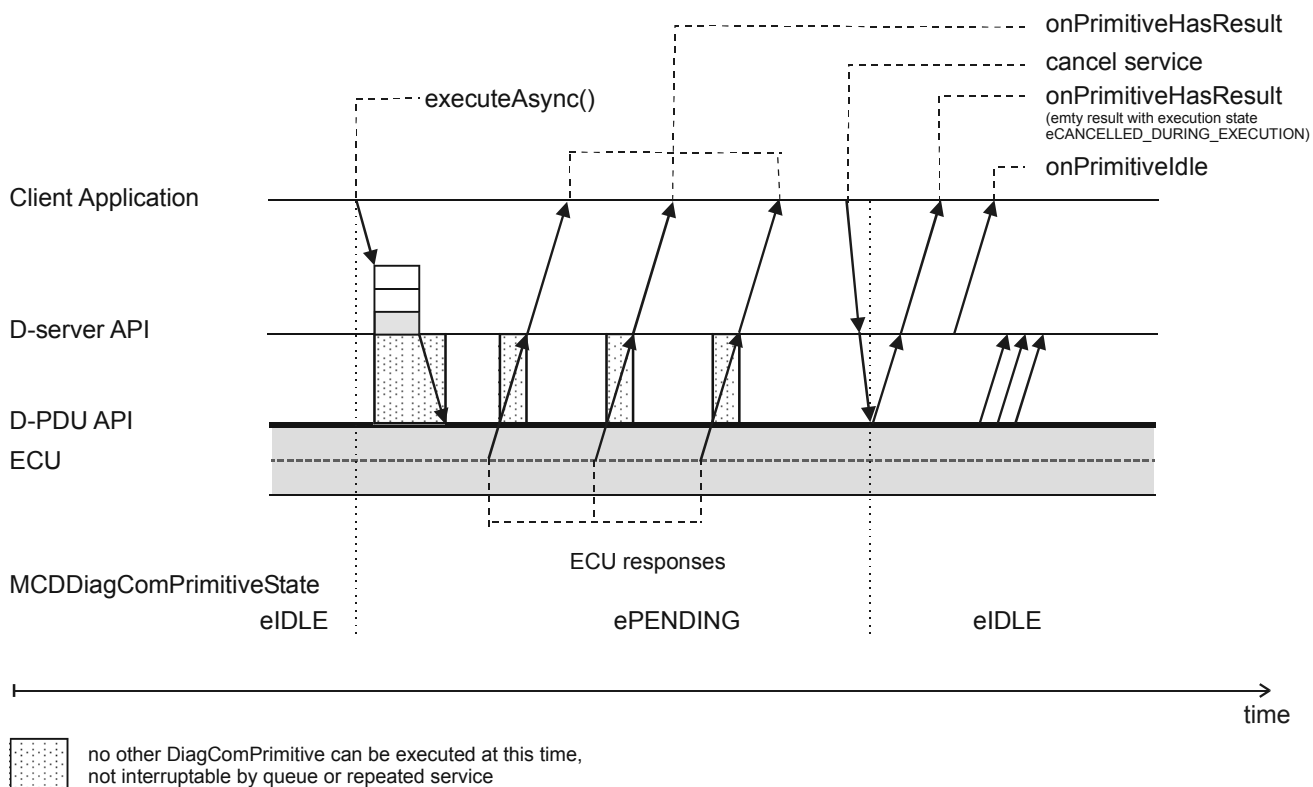 onPrimitiveHasResult
cancel service
executeAsync()
onPrimitiveHasResult
(emty result with execution state
eCANCELLED_DURING_EXECUTION)
onPrimitiveIdle
Client Application
D-server API
D-PDU API
ECU
ECU responses
MCDDiagComPrimitiveState
eIDLE ePENDING eIDLE
time
no other DiagComPrimitive can be executed at this time,
not interruptable by queue or repeated service